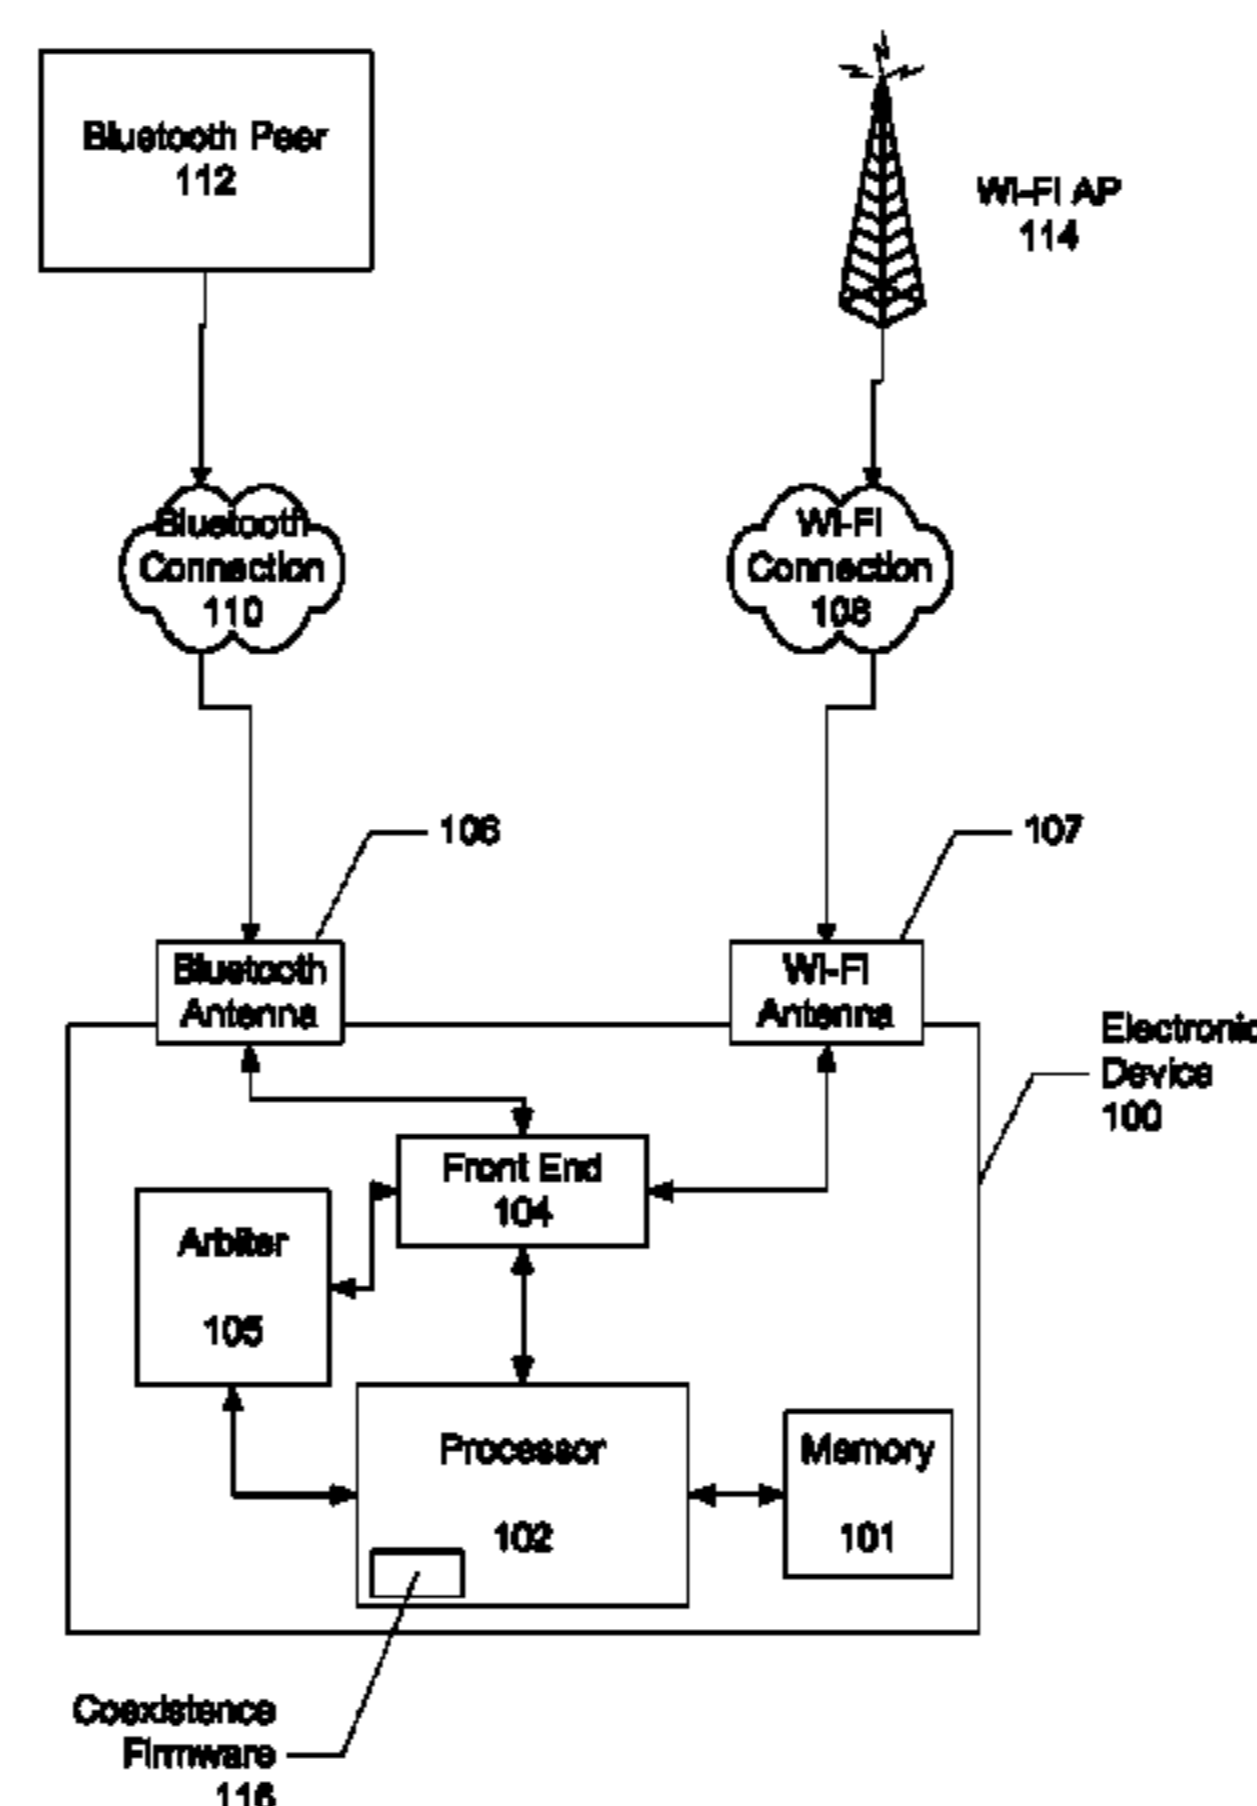 Bluetooth Peer
112
Wi-Fi AP
114
Bluetooth
Connection
110
Wi-Fi
Connection
108
106
107
Bluetooth
Antenna
Wi-Fi
Antenna
Electronic
Device
100
Front End
104
Arbiter
105
Processor
102
Memory
101
Coexistence
Firmware
116